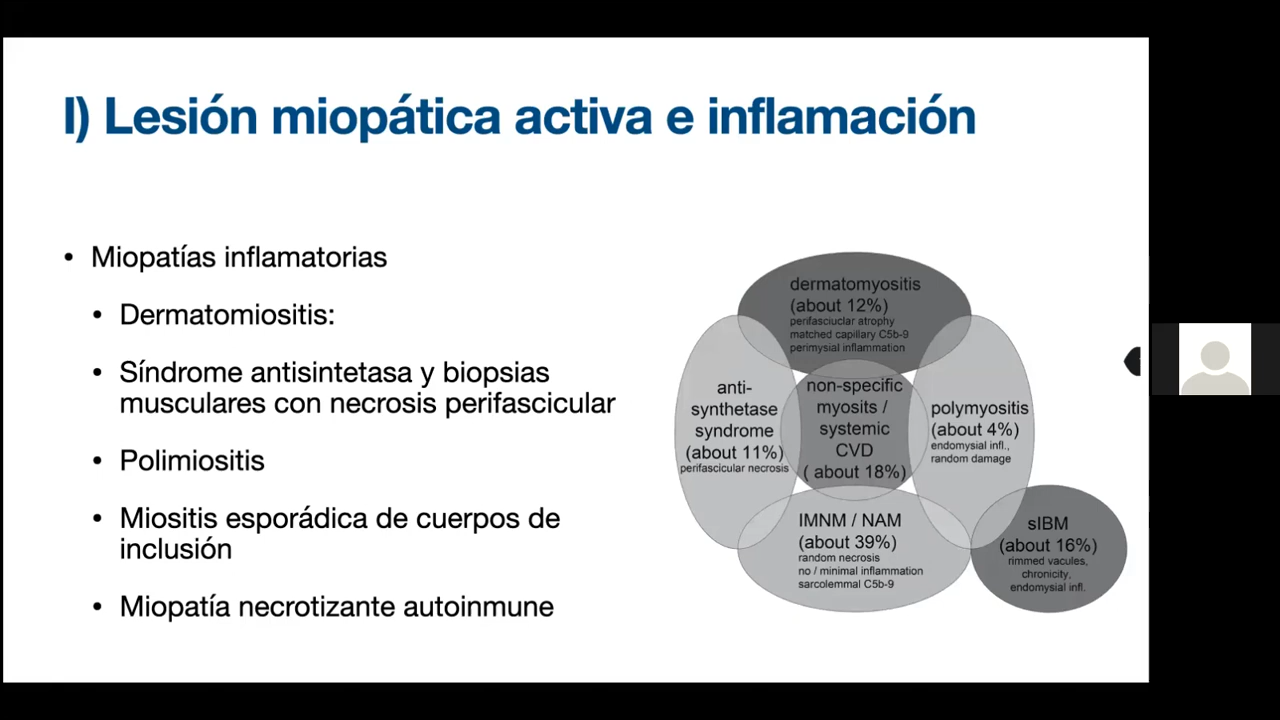 I) Lesión miopática activa e inflamación
• Miopatías inflamatorias
• Dermatomiositis:
• Síndrome antisintetasa y biopsias
musculares con necrosis perifascicular
• Polimiositis
• Miositis esporádica de cuerpos de
inclusión
• Miopatía necrotizante autoinmune
dermatomyositis
(about 12%)
perifasciuclar atrophy
matched capillary C5b-9
perimysial inflammation
anti-
synthetase
syndrome
(about 11%)
perifascicular necrosis
non-specific
myosits /
systemic
CVD
( about 18%)
polymyositis
(about 4%)
endomysial infl.,
random damage
IMNM / NAM
(about 39%)
random necrosis
no / minimal inflammation
sarcolemmal C5b-9
sIBM
(about 16%)
rimmed vacules,
chronicity,
endomysial infl.